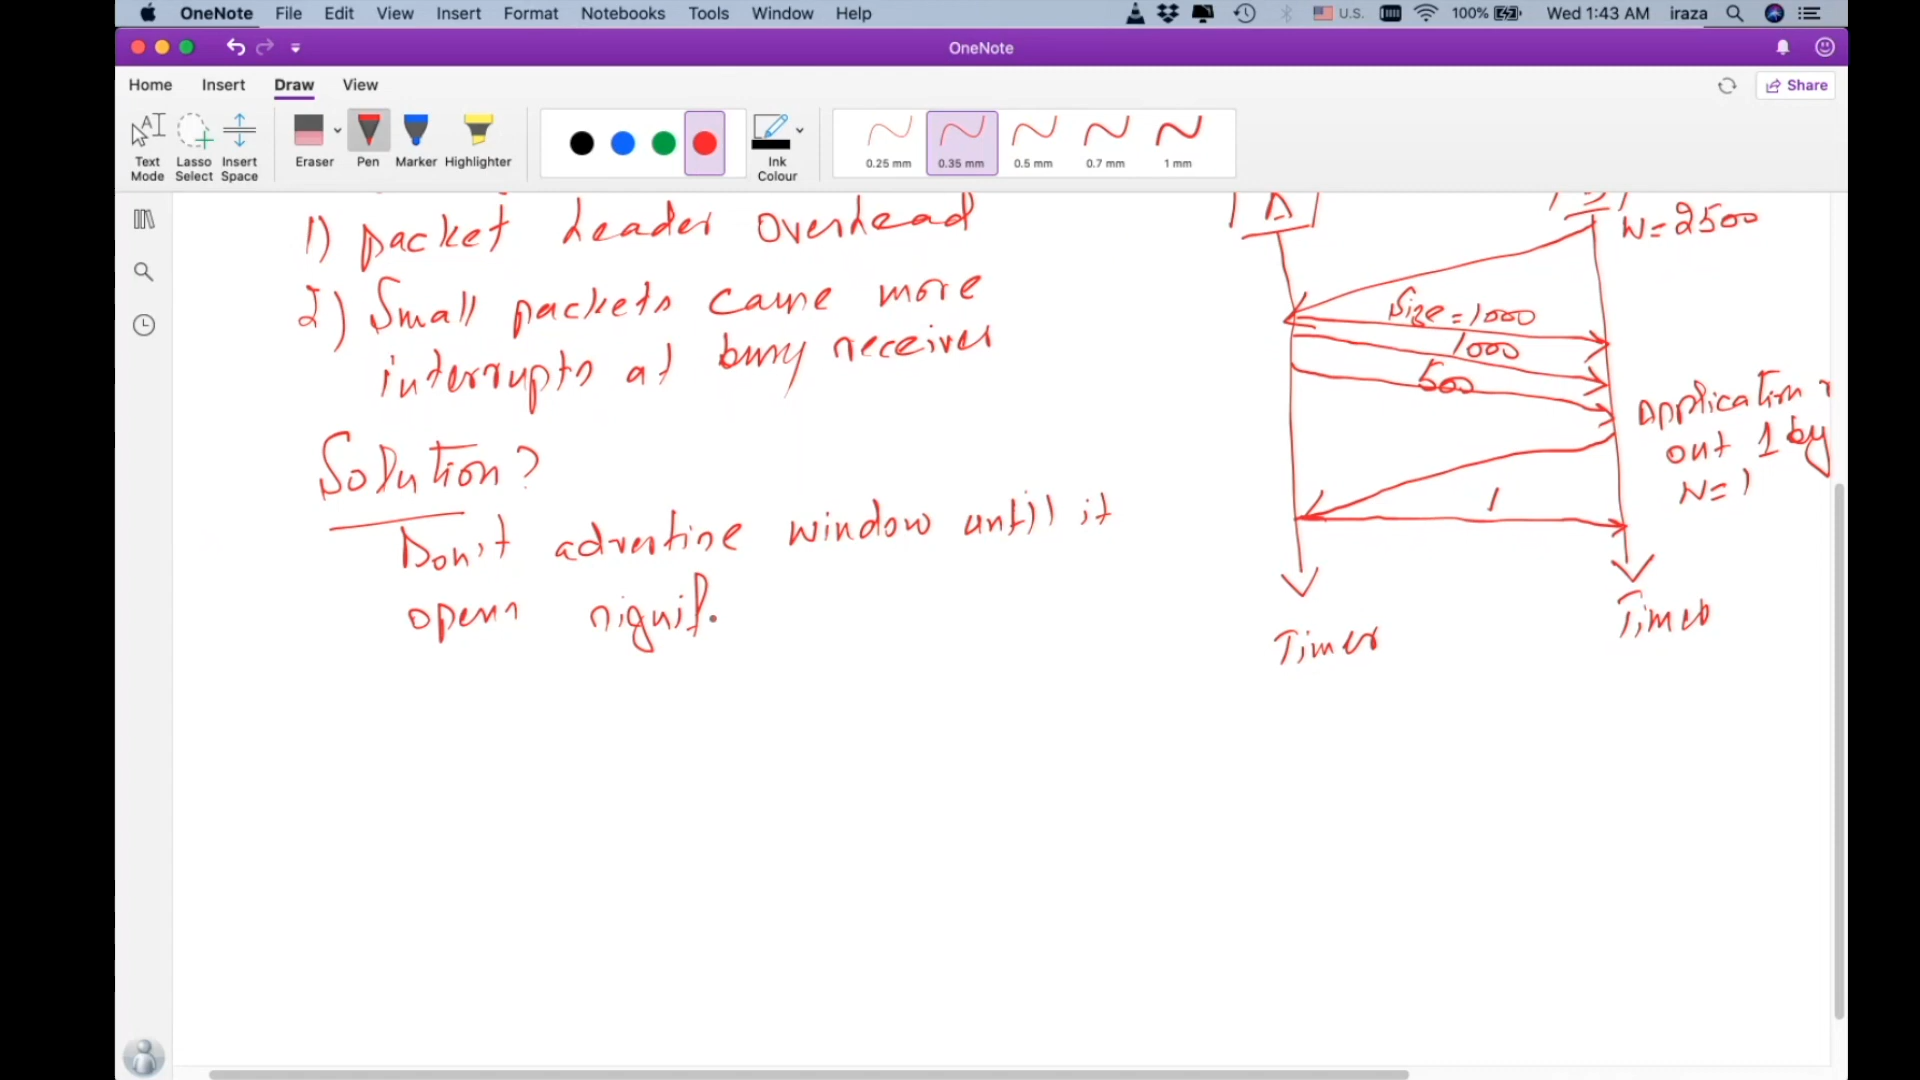 OneNote File Edit View Insert Format Notebooks Tools Window Help U.S. 100% Wed 1:43 AM iraza
OneNote
Home Insert Draw View Share
Text Mode
Lasso Select
Insert Space
Eraser
Pen
Marker
Highlighter
Ink Colour
0.25 mm
0.35 mm
0.5 mm
0.7 mm
1 mm
1) packet header overhead
2) Small packets cause more
interrupts at busy receiver
Solution?
Don't advertise window until it
opens signif
A
W=2500
Size=1000
1000
500
Application
out 1 by
W=1
1
Timer
Timer